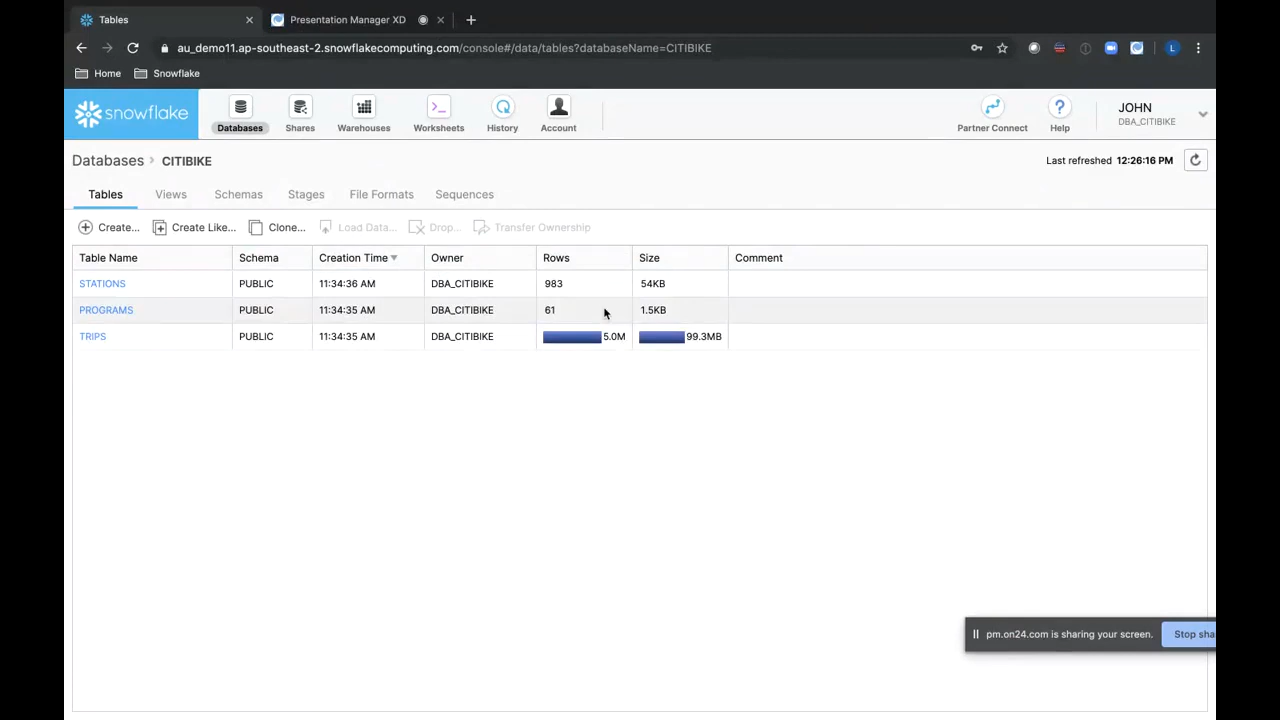 Tables
Presentation Manager XD
au_demo11.ap-southeast-2.snowflakecomputing.com/console#/data/tables?databaseName=CITIBIKE
L
Home Snowflake
snowflake
Databases Shares Warehouses Worksheets History Account Partner Connect Help
JOHN
DBA_CITIBIKE
Databases > CITIBIKE
Last refreshed 12:26:16 PM
Tables Views Schemas Stages File Formats Sequences
Create... Create Like... Clone... Load Data... Drop... Transfer Ownership
Table Name Schema Creation Time Owner Rows Size Comment
STATIONS PUBLIC 11:34:36 AM DBA_CITIBIKE 983 54KB
PROGRAMS PUBLIC 11:34:35 AM DBA_CITIBIKE 61 1.5KB
TRIPS PUBLIC 11:34:35 AM DBA_CITIBIKE 5.0M 99.3MB
pm.on24.com is sharing your screen. Stop sha